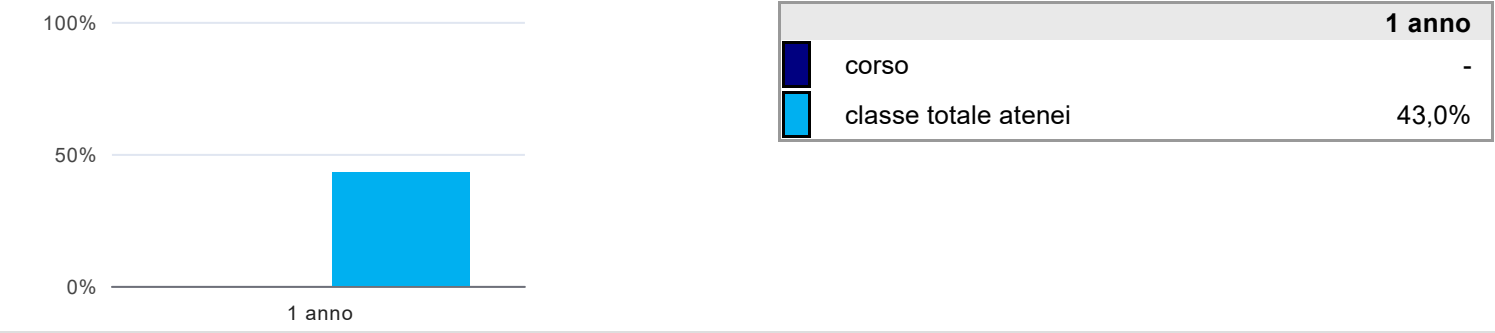 100%
50%
0%
1 anno
1 anno
corso -
classe totale atenei 43,0%